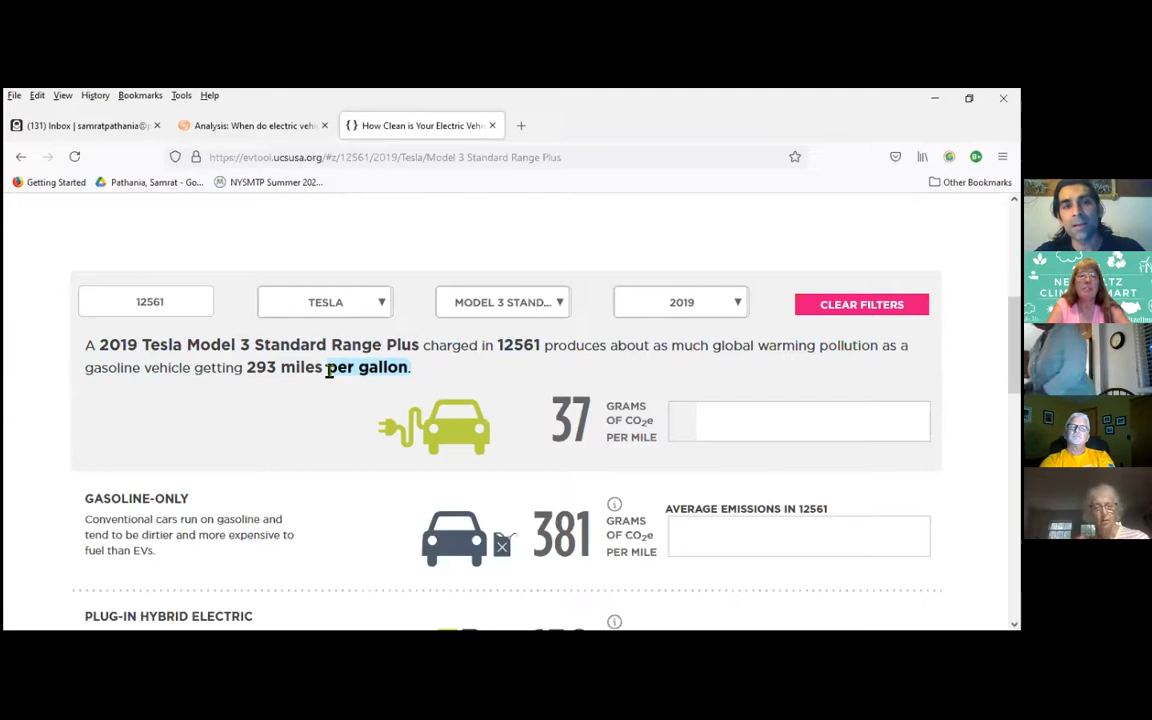 File Edit View History Bookmarks Tools Help
(131) Inbox | samratpathania@p
Analysis: When do electric vehi
{ } How Clean is Your Electric Vehic
https://evtool.ucsusa.org/#z/12561/2019/Tesla/Model 3 Standard Range Plus
Getting Started
Pathania, Samrat - Go...
NYSMTP Summer 202...
Other Bookmarks
12561
TESLA
MODEL 3 STAND...
2019
CLEAR FILTERS
A 2019 Tesla Model 3 Standard Range Plus charged in 12561 produces about as much global warming pollution as a
gasoline vehicle getting 293 miles per gallon.
37
GRAMS
OF CO2e
PER MILE
GASOLINE-ONLY
Conventional cars run on gasoline and
tend to be dirtier and more expensive to
fuel than EVs.
381
GRAMS
OF CO2e
PER MILE
AVERAGE EMISSIONS IN 12561
PLUG-IN HYBRID ELECTRIC